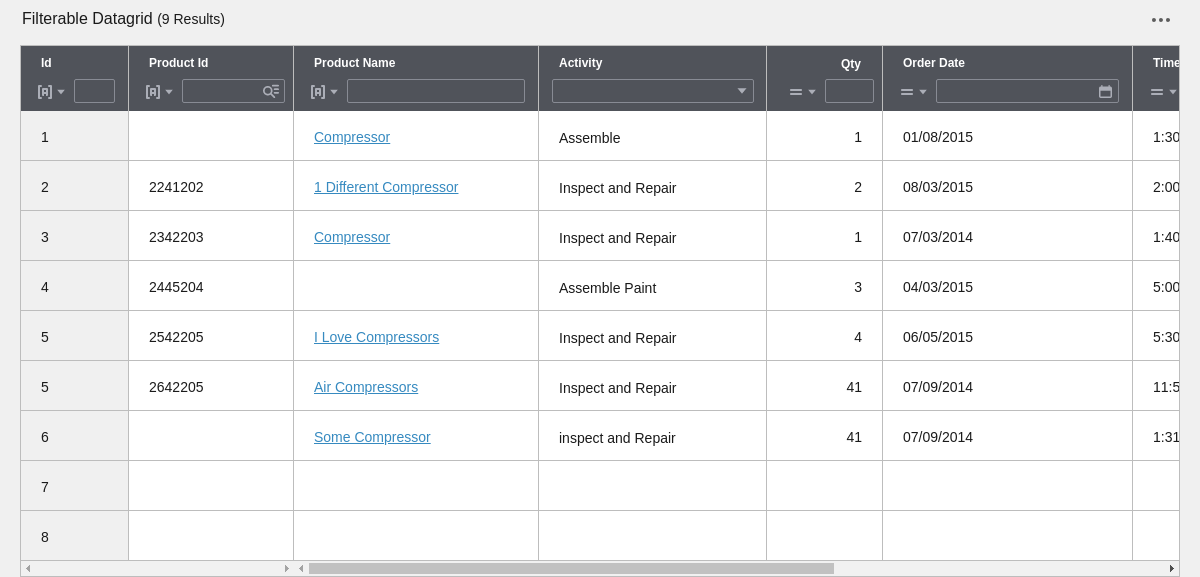 Filterable Datagrid (9 Results)
Id Product Id Product Name Activity Qty Order Date Time
1 Compressor Assemble 1 01/08/2015 1:30
2 2241202 1 Different Compressor Inspect and Repair 2 08/03/2015 2:00
3 2342203 Compressor Inspect and Repair 1 07/03/2014 1:40
4 2445204 Assemble Paint 3 04/03/2015 5:00
5 2542205 I Love Compressors Inspect and Repair 4 06/05/2015 5:30
5 2642205 Air Compressors Inspect and Repair 41 07/09/2014 11:5
6 Some Compressor inspect and Repair 41 07/09/2014 1:31
7
8